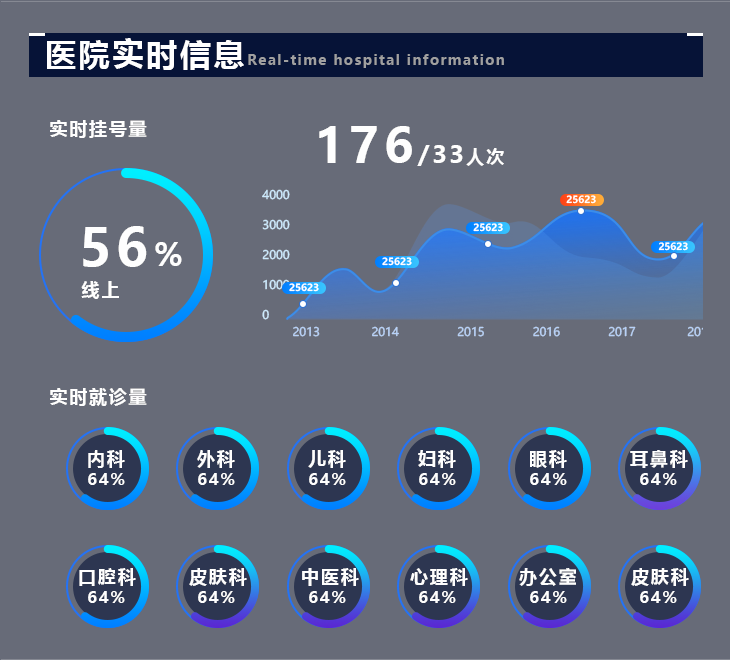 医院实时信息 Real-time hospital information
实时挂号量
176/33人次
56%
线上
4000
3000
2000
1000
0
25623
25623
25623
25623
25623
2013 2014 2015 2016 2017
实时就诊量
内科 外科 儿科 妇科 眼科 耳鼻科
64% 64% 64% 64% 64% 64%
口腔科 皮肤科 中医科 心理科 办公室 皮肤科
64% 64% 64% 64% 64% 64%